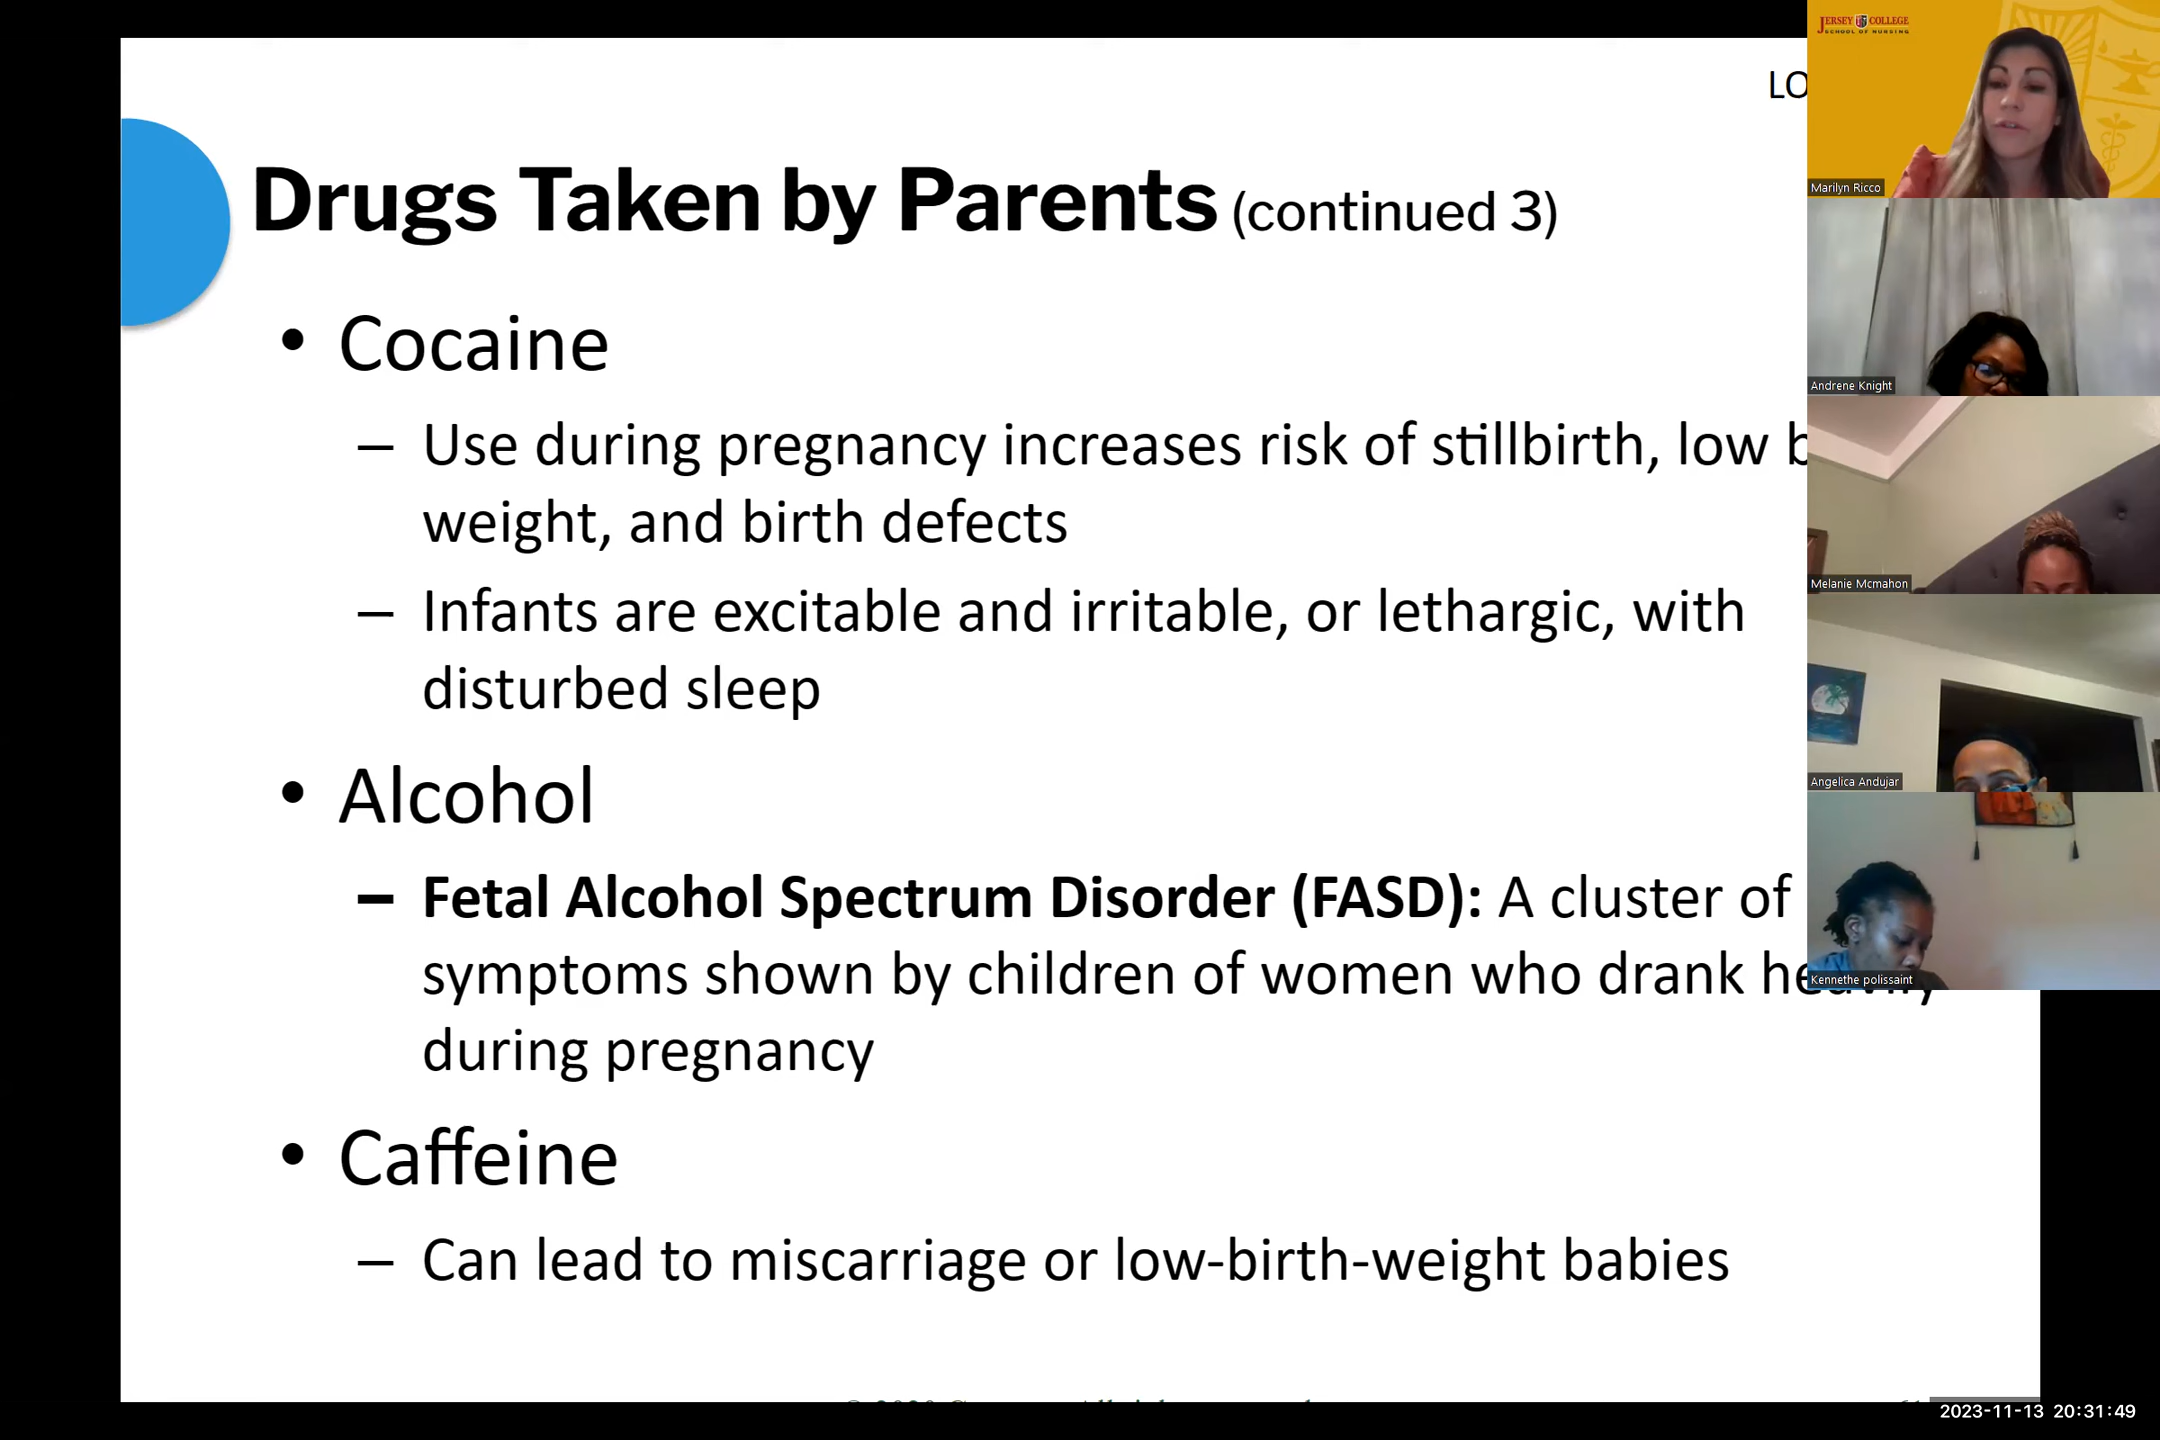 LO
JERSEY COLLEGE
SCHOOL OF NURSING
Drugs Taken by Parents (continued 3)
• Cocaine
– Use during pregnancy increases risk of stillbirth, low
weight, and birth defects
– Infants are excitable and irritable, or lethargic, with
disturbed sleep
• Alcohol
– Fetal Alcohol Spectrum Disorder (FASD): A cluster of
symptoms shown by children of women who drank heavily
during pregnancy
• Caffeine
– Can lead to miscarriage or low-birth-weight babies
Marilyn Ricco
Andrene Knight
Melanie Mcmahon
Angelica Andujar
Kennethe polissaint
2023-11-13 20:31:49